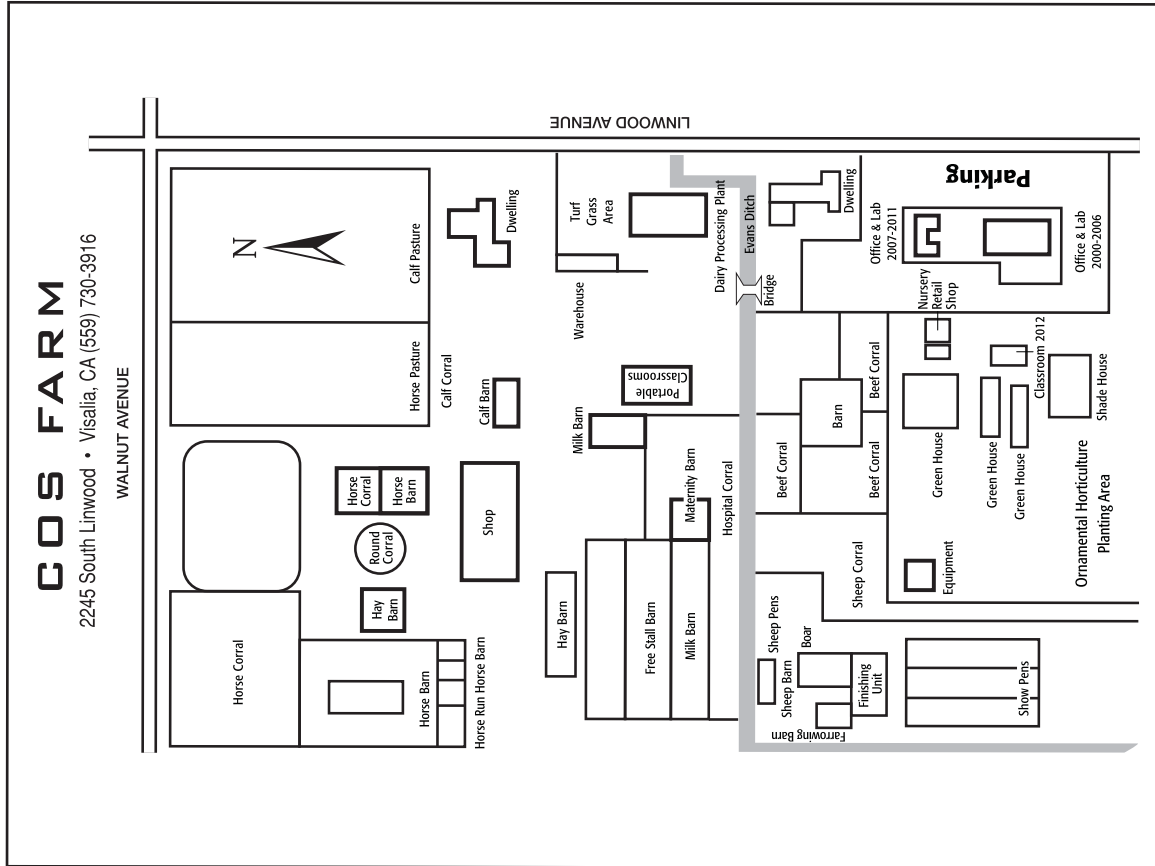 COS FARM
2245 South Linwood • Visalia, CA (559) 730-3916
WALNUT AVENUE
LINWOOD AVENUE
N
Calf Pasture
Horse Pasture
Calf Corral
Dwelling
Calf Barn
Horse
Corral
Horse
Barn
Round
Corral
Hay
Barn
Shop
Horse Corral
Horse Barn
Horse Run Horse Barn
Turf
Grass
Area
Warehouse
Dairy Processing Plant
Evans Ditch
Bridge
Portable
Classrooms
Milk Barn
Maternity Barn
Hospital Corral
Hay Barn
Free Stall Barn
Milk Barn
Dwelling
Parking
Office & Lab
2007-2011
Office & Lab
2000-2006
Nursery
Retail
Shop
Classroom 2012
Shade House
Beef Corral
Barn
Beef Corral
Beef Corral
Green House
Green House
Green House
Ornamental Horticulture
Planting Area
Equipment
Sheep Corral
Sheep Pens
Boar
Sheep Barn
Finishing
Unit
Farrowing Barn
Show Pens